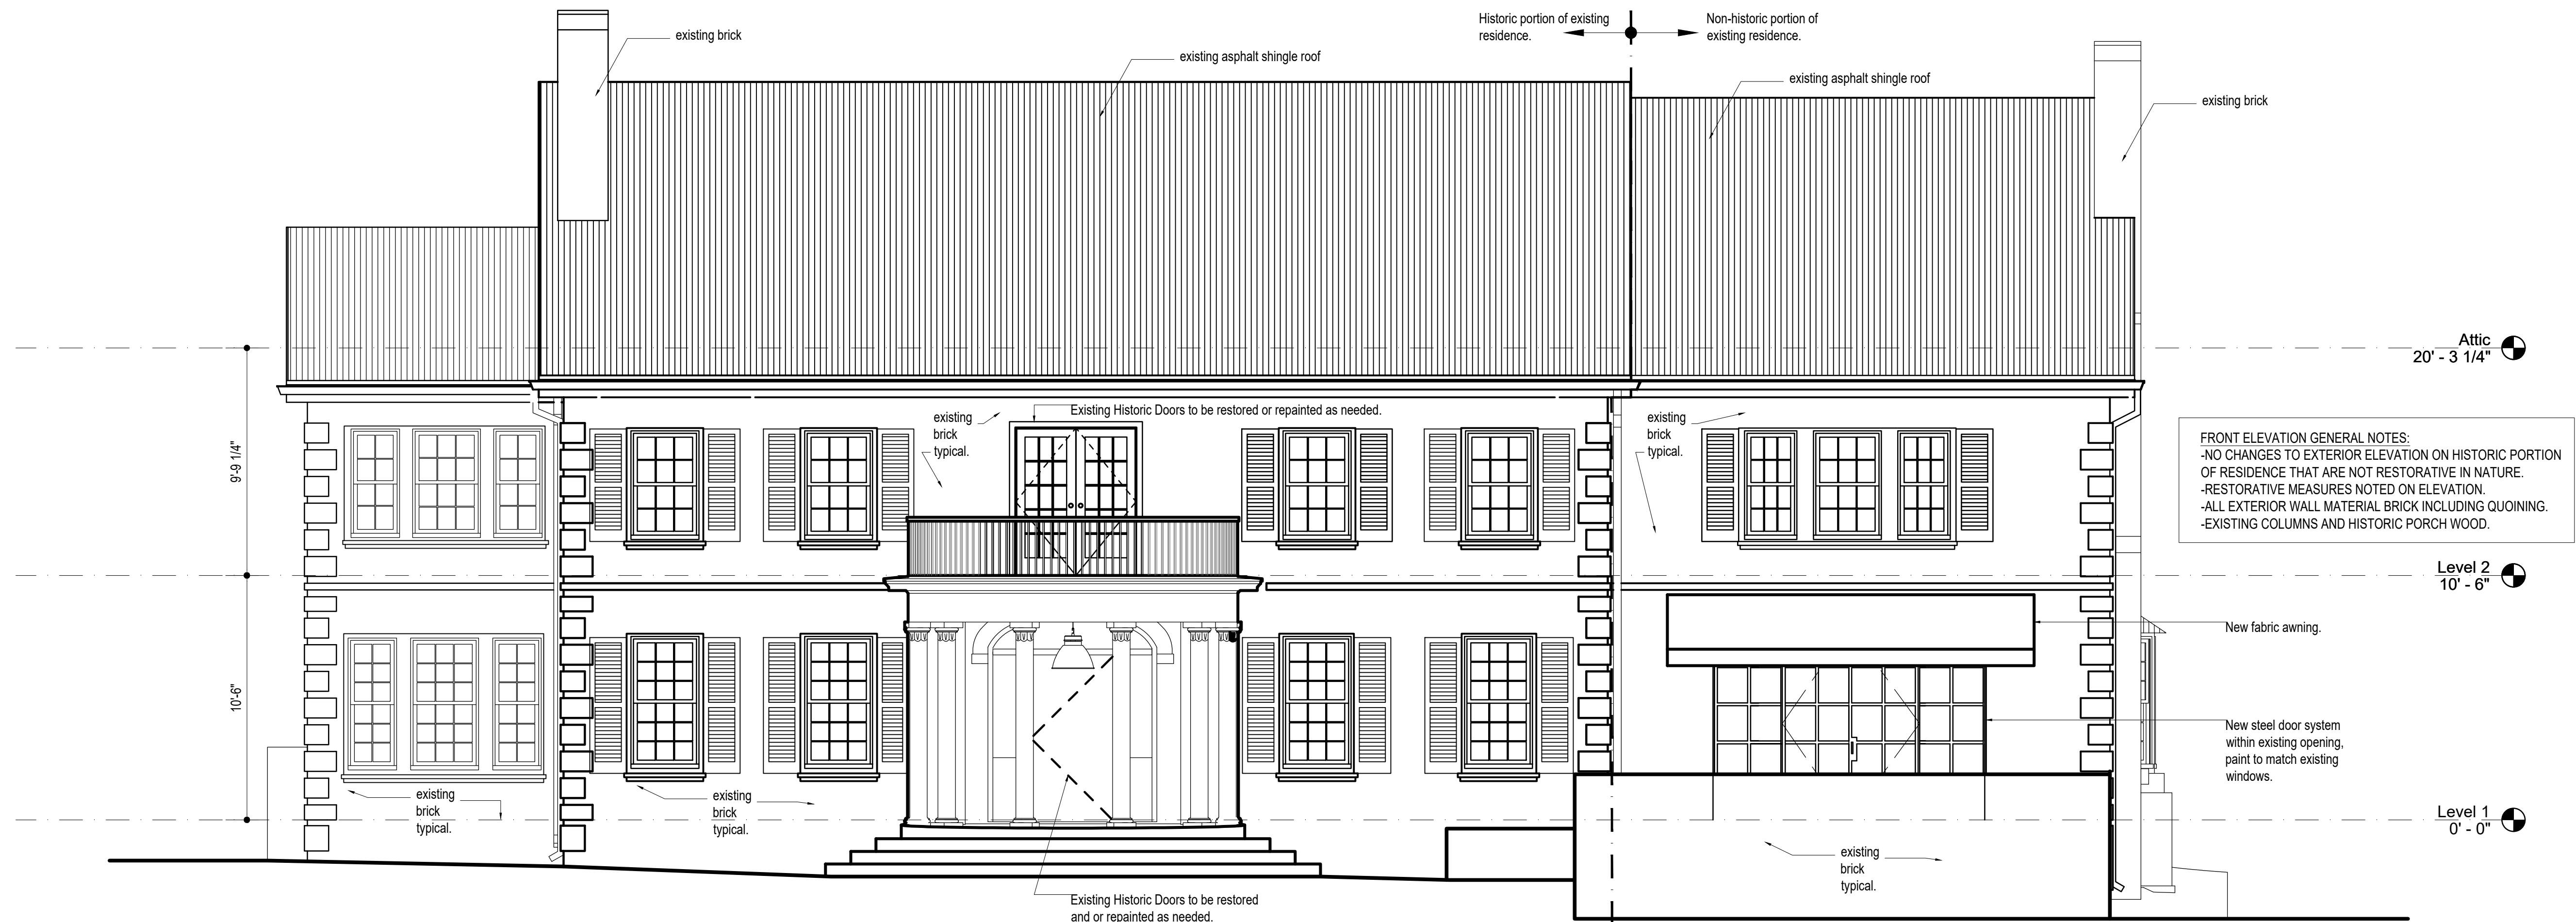 Historic portion of existing
residence.
Non-historic portion of
existing residence.
existing brick
existing asphalt shingle roof
existing asphalt shingle roof
existing brick
Attic
20' - 3 1/4"
9'-9 1/4"
existing
brick
typical.
Existing Historic Doors to be restored or repainted as needed.
existing
brick
typical.
FRONT ELEVATION GENERAL NOTES:
-NO CHANGES TO EXTERIOR ELEVATION ON HISTORIC PORTION
OF RESIDENCE THAT ARE NOT RESTORATIVE IN NATURE.
-RESTORATIVE MEASURES NOTED ON ELEVATION.
-ALL EXTERIOR WALL MATERIAL BRICK INCLUDING QUOINING.
-EXISTING COLUMNS AND HISTORIC PORCH WOOD.
Level 2
10' - 6"
New fabric awning.
10'-6"
New steel door system
within existing opening,
paint to match existing
windows.
existing
brick
typical.
existing
brick
typical.
Level 1
0' - 0"
existing
brick
typical.
Existing Historic Doors to be restored
and or repainted as needed.